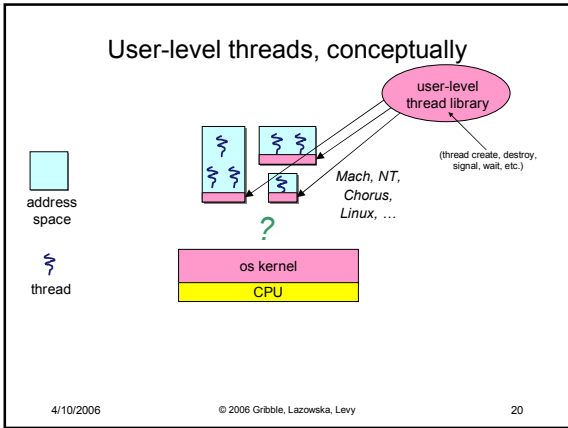 User-level threads, conceptually
user-level
thread library
(thread create, destroy,
signal, wait, etc.)
Mach, NT,
Chorus,
Linux, …
address
space
?
thread
os kernel
CPU
4/10/2006
© 2006 Gribble, Lazowska, Levy
20